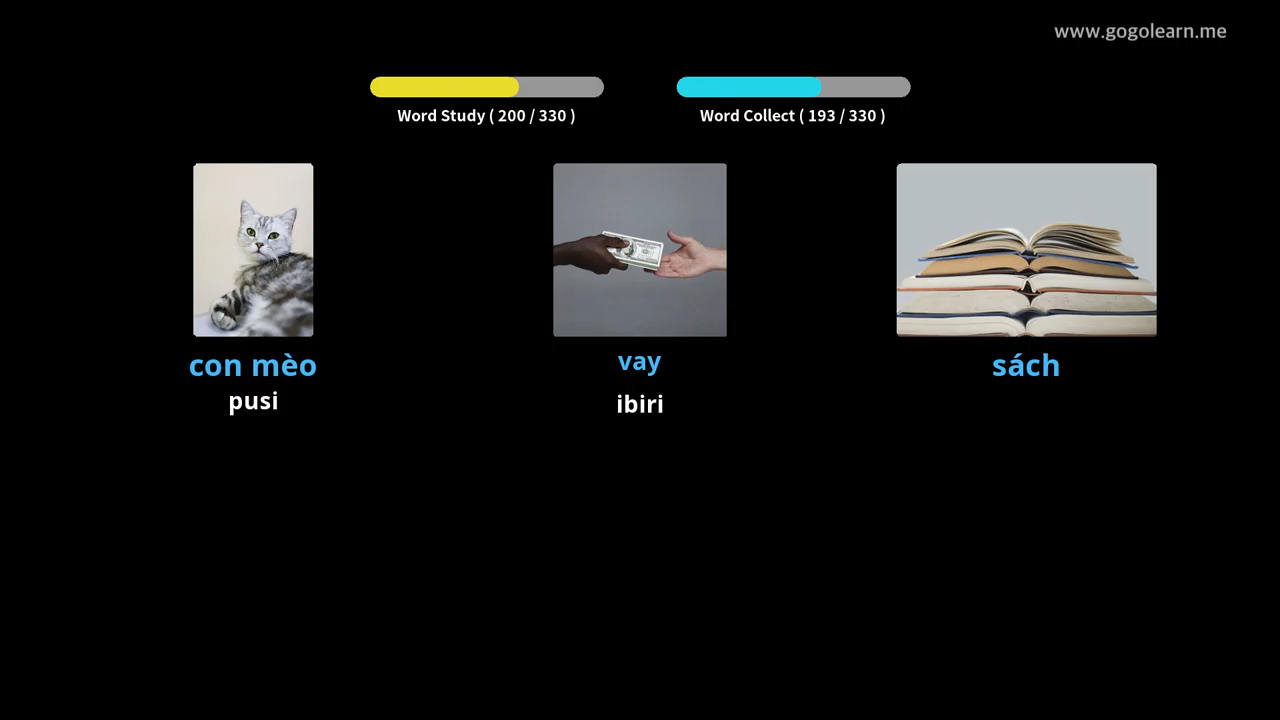 www.gogolearn.me
Word Study ( 200 / 330 )
Word Collect ( 193 / 330 )
con mèo
pusi
vay
ibiri
sách